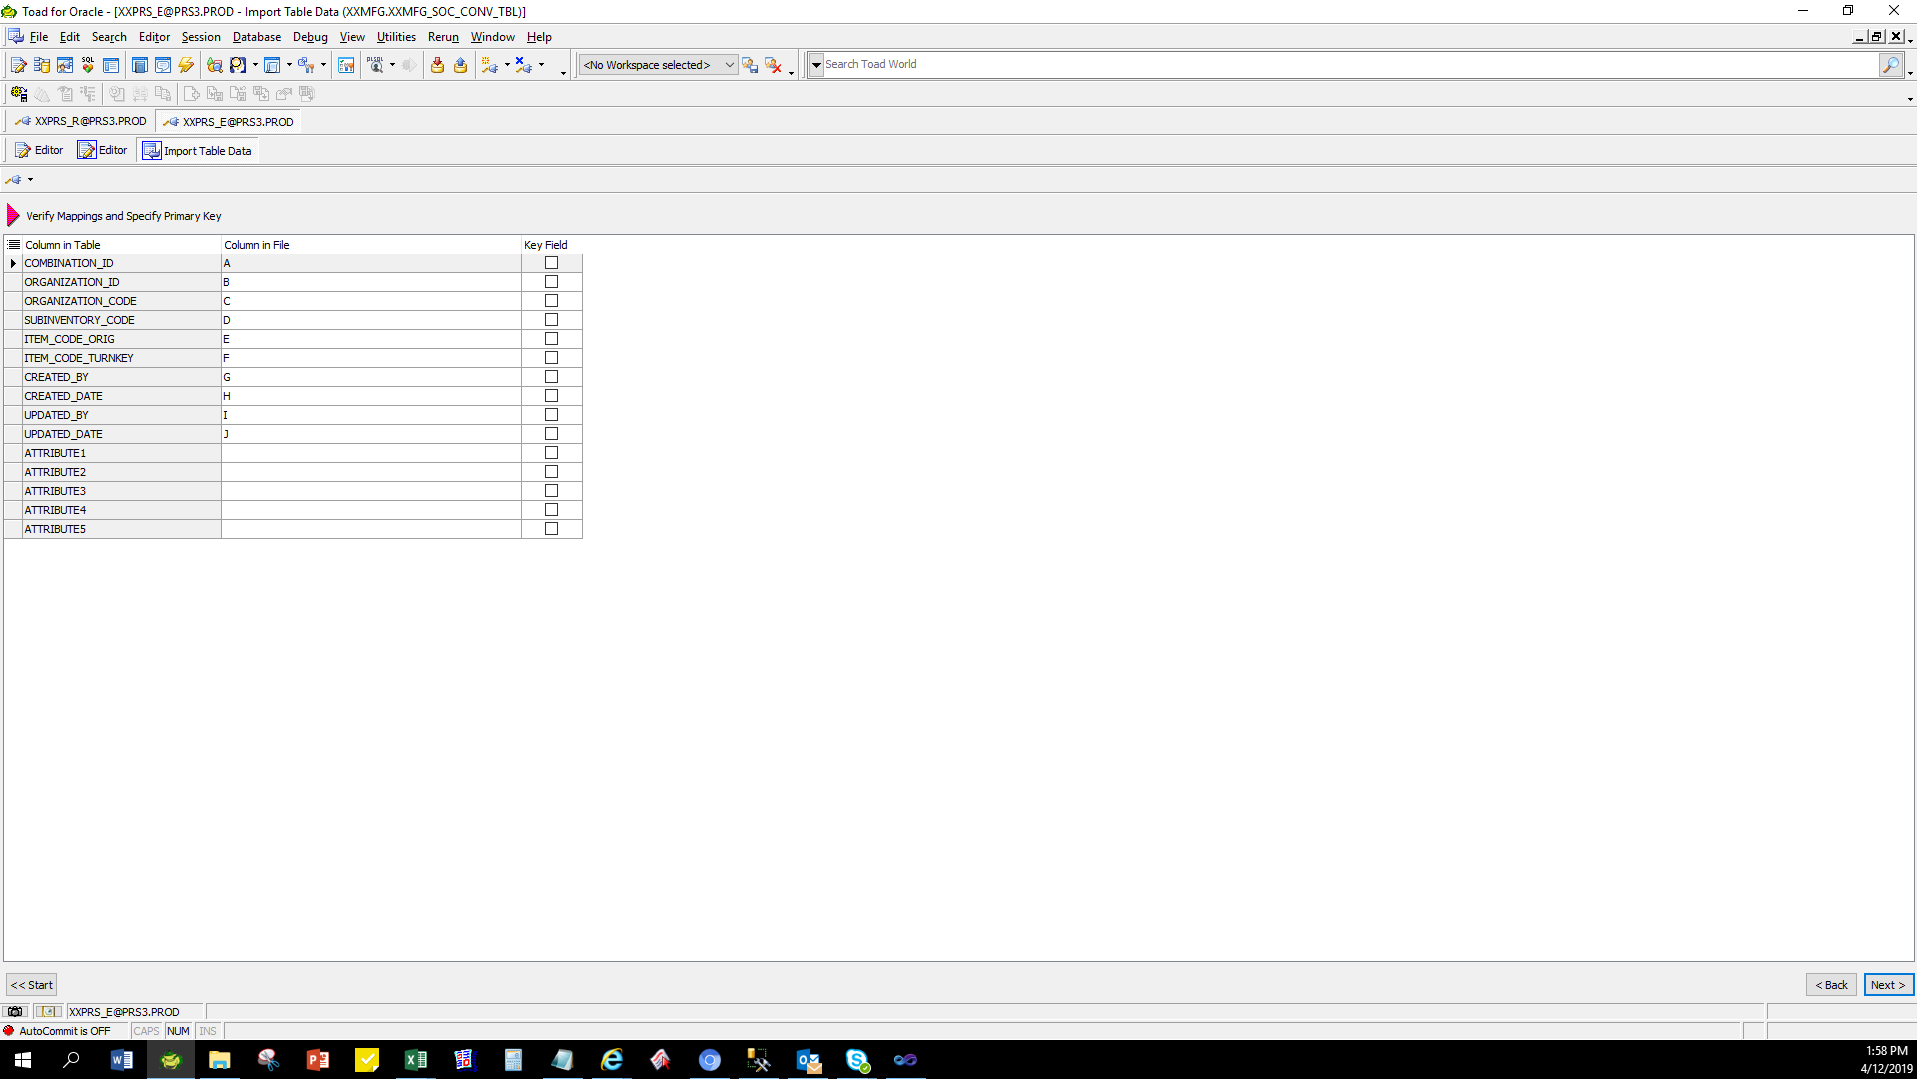 Toad for Oracle - [XXPRS_E@PRS3.PROD - Import Table Data (XXMFG.XXMFG_SOC_CONV_TBL)]
File Edit Search Editor Session Database Debug View Utilities Rerun Window Help
SQL PLSQL <No Workspace selected> Search Toad World
XXPRS_R@PRS3.PROD XXPRS_E@PRS3.PROD
Editor Editor Import Table Data
Verify Mappings and Specify Primary Key
Column in Table Column in File Key Field
COMBINATION_ID A
ORGANIZATION_ID B
ORGANIZATION_CODE C
SUBINVENTORY_CODE D
ITEM_CODE_ORIG E
ITEM_CODE_TURNKEY F
CREATED_BY G
CREATED_DATE H
UPDATED_BY I
UPDATED_DATE J
ATTRIBUTE1
ATTRIBUTE2
ATTRIBUTE3
ATTRIBUTE4
ATTRIBUTE5
<< Start < Back Next >
XXPRS_E@PRS3.PROD
AutoCommit is OFF CAPS NUM INS
1:58 PM
4/12/2019